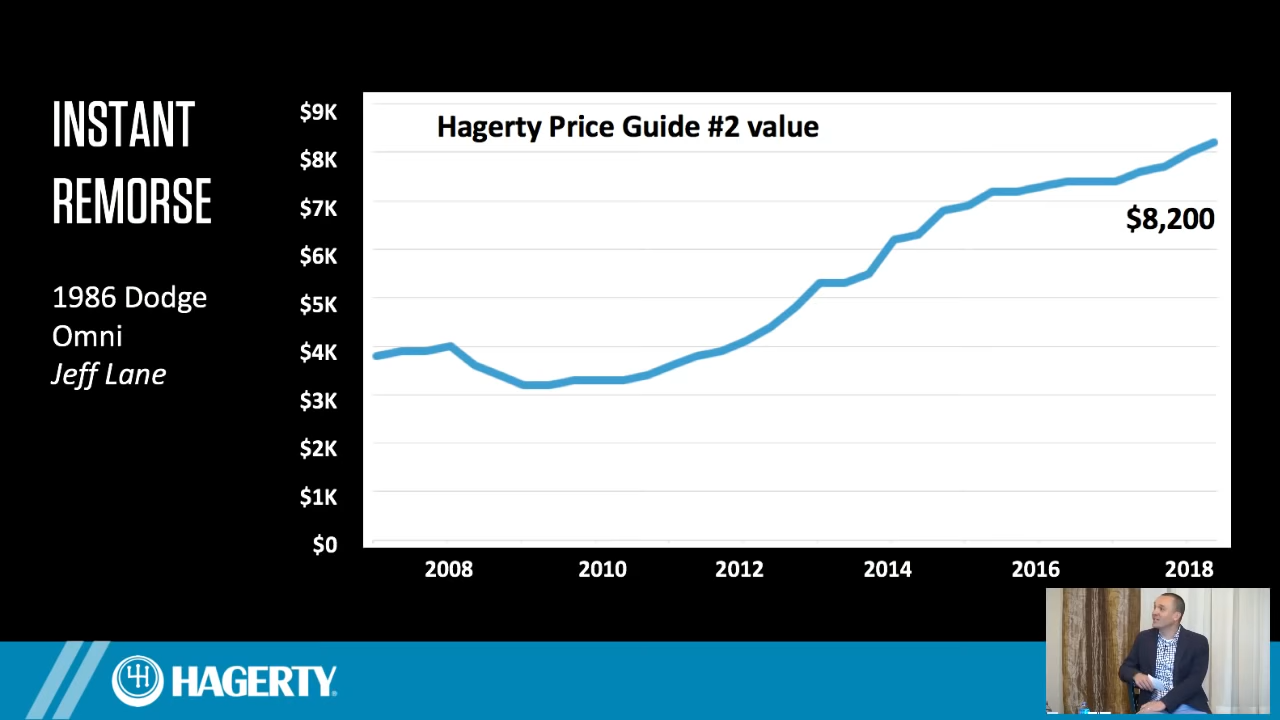 INSTANT
REMORSE
1986 Dodge
Omni
Jeff Lane
Hagerty Price Guide #2 value
$9K
$8K
$7K
$6K
$5K
$4K
$3K
$2K
$1K
$0
$8,200
2008 2010 2012 2014 2016 2018
HAGERTY